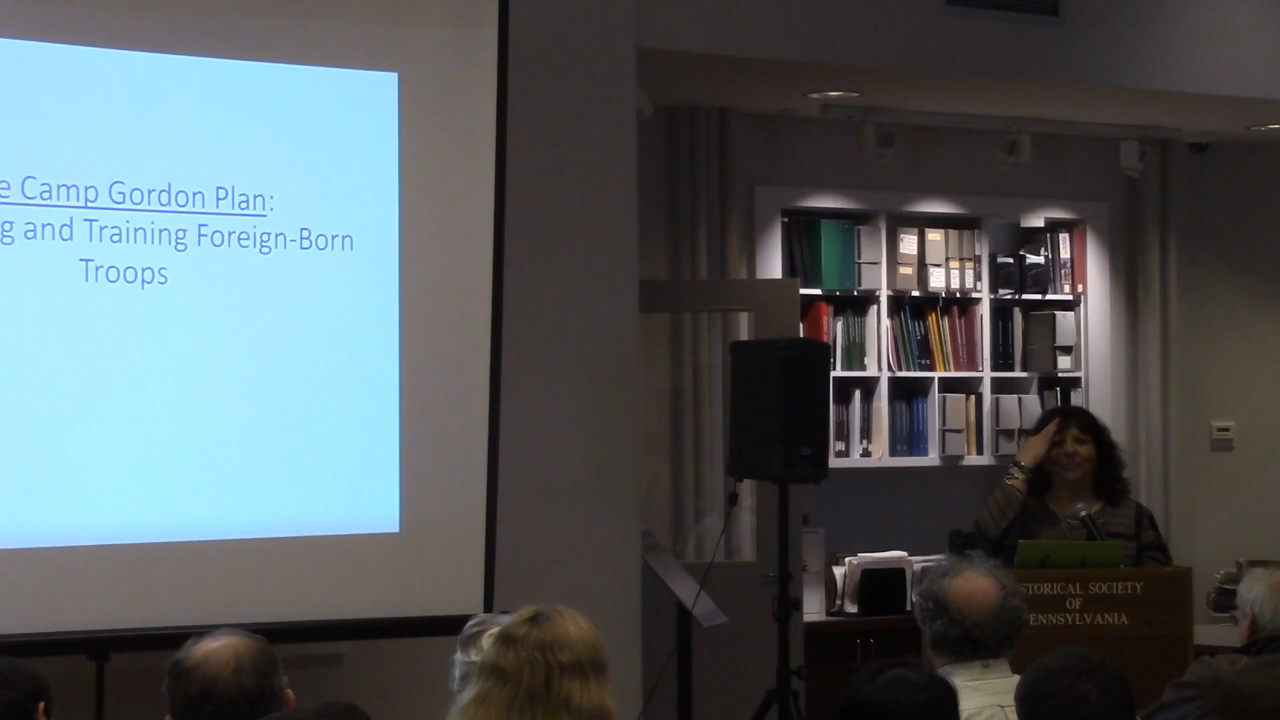 e Camp Gordon Plan:
g and Training Foreign-Born
Troops
STORICAL SOCIETY
OF
ENNSYLVANIA